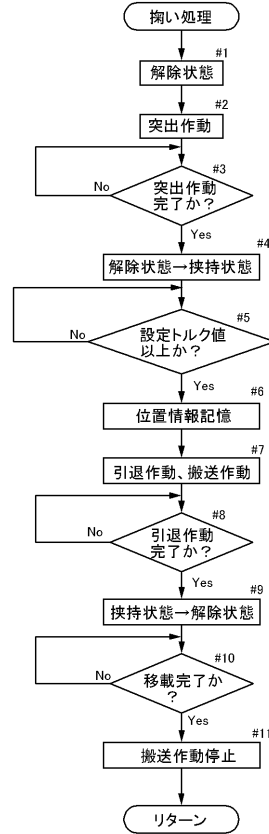 掬い処理
#1
解除状態
#2
突出作動
#3
突出作動
完了か？
No
Yes
#4
解除状態→挟持状態
#5
設定トルク値
以上か？
No
Yes
#6
位置情報記憶
#7
引退作動、搬送作動
#8
引退作動
完了か？
No
Yes
#9
挟持状態→解除状態
#10
移載完了か
？
No
Yes
#11
搬送作動停止
リターン